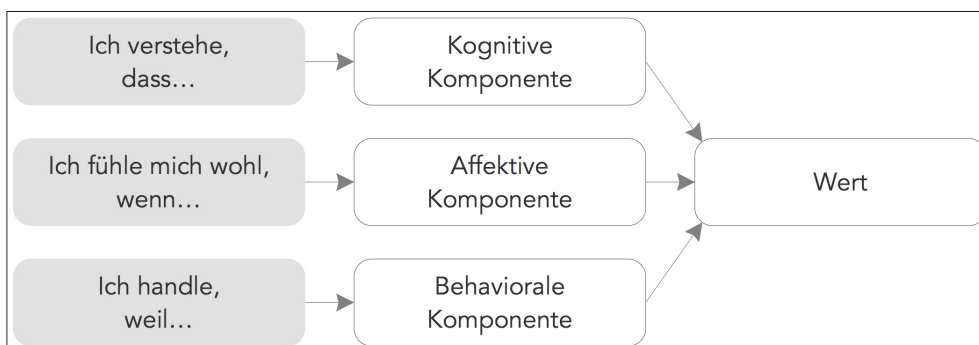 Ich verstehe,
dass…
Kognitive
Komponente
Ich fühle mich wohl,
wenn…
Affektive
Komponente
Wert
Ich handle,
weil…
Behaviorale
Komponente